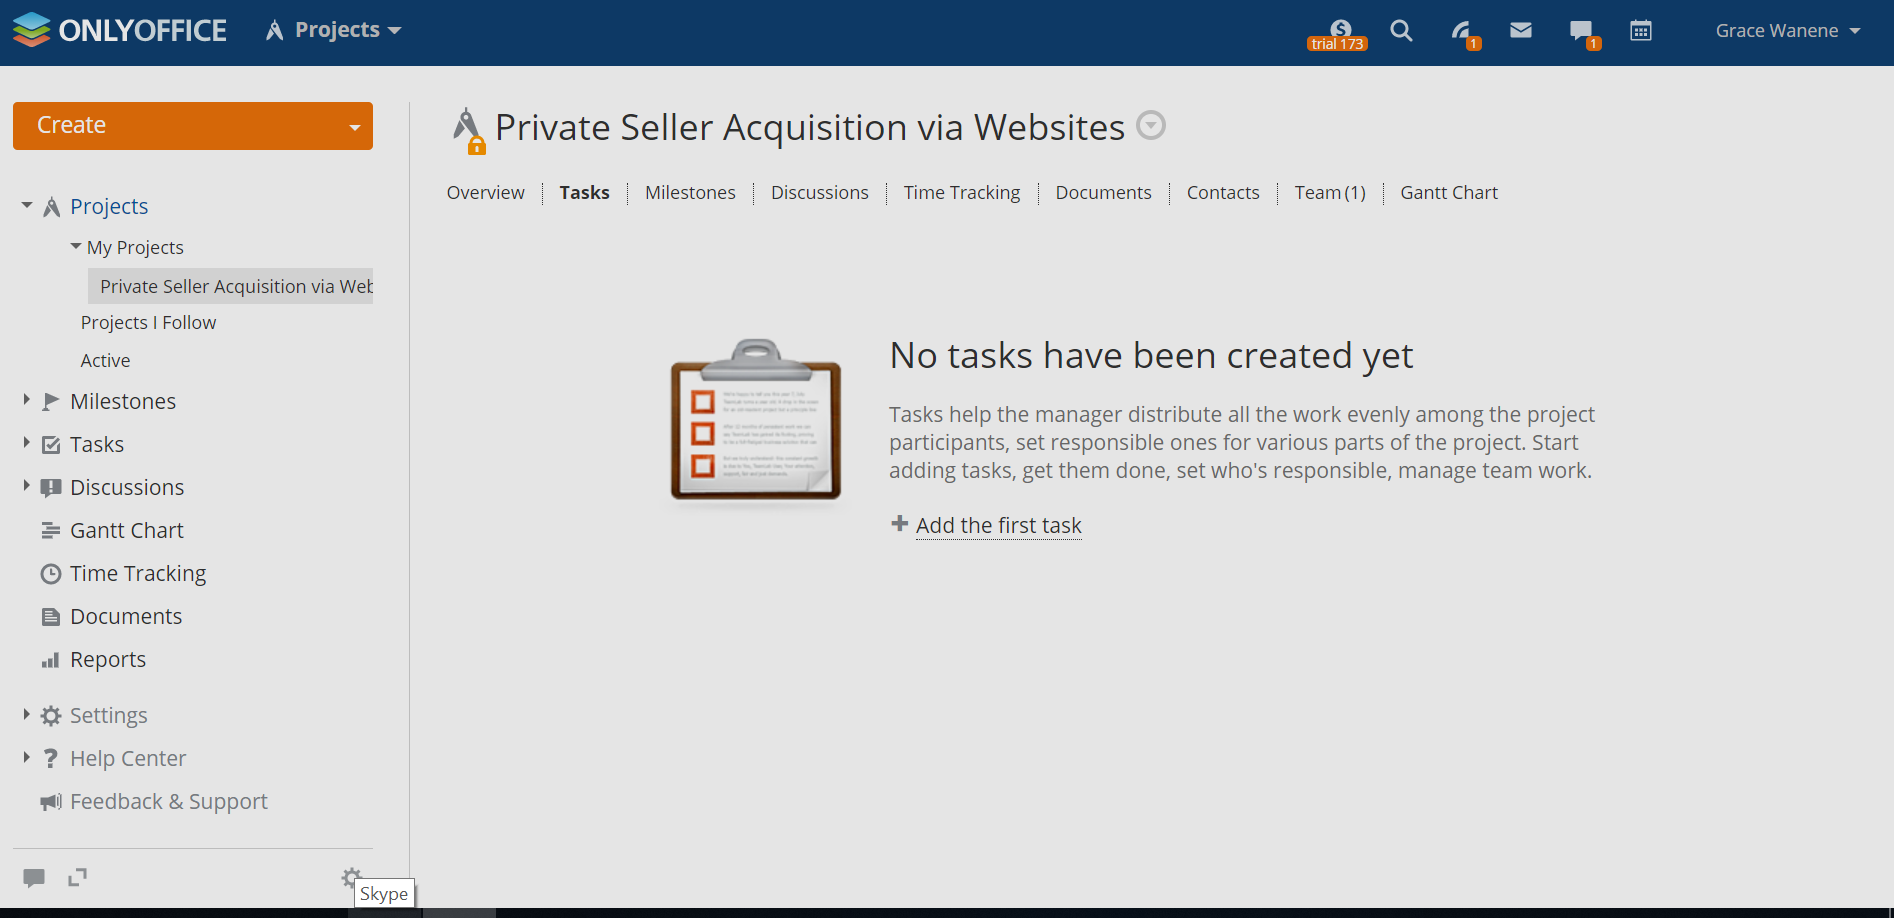 ONLYOFFICE
Projects
trial 173
1
1
Grace Wanene
Create
Projects
My Projects
Private Seller Acquisition via Web
Projects I Follow
Active
Milestones
Tasks
Discussions
Gantt Chart
Time Tracking
Documents
Reports
Settings
Help Center
Feedback & Support
Skype
Private Seller Acquisition via Websites
Overview Tasks Milestones Discussions Time Tracking Documents Contacts Team (1) Gantt Chart
No tasks have been created yet
Tasks help the manager distribute all the work evenly among the project
participants, set responsible ones for various parts of the project. Start
adding tasks, get them done, set who's responsible, manage team work.
Add the first task